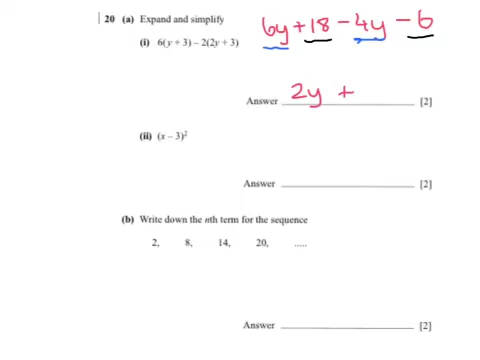 20 (a) Expand and simplify 6y + 18 - 4y - 6
(i) 6(y + 3) – 2(2y + 3)
Answer 2y + [2]
(ii) (x – 3)²
Answer [2]
(b) Write down the nth term for the sequence
2, 8, 14, 20, .....
Answer [2]